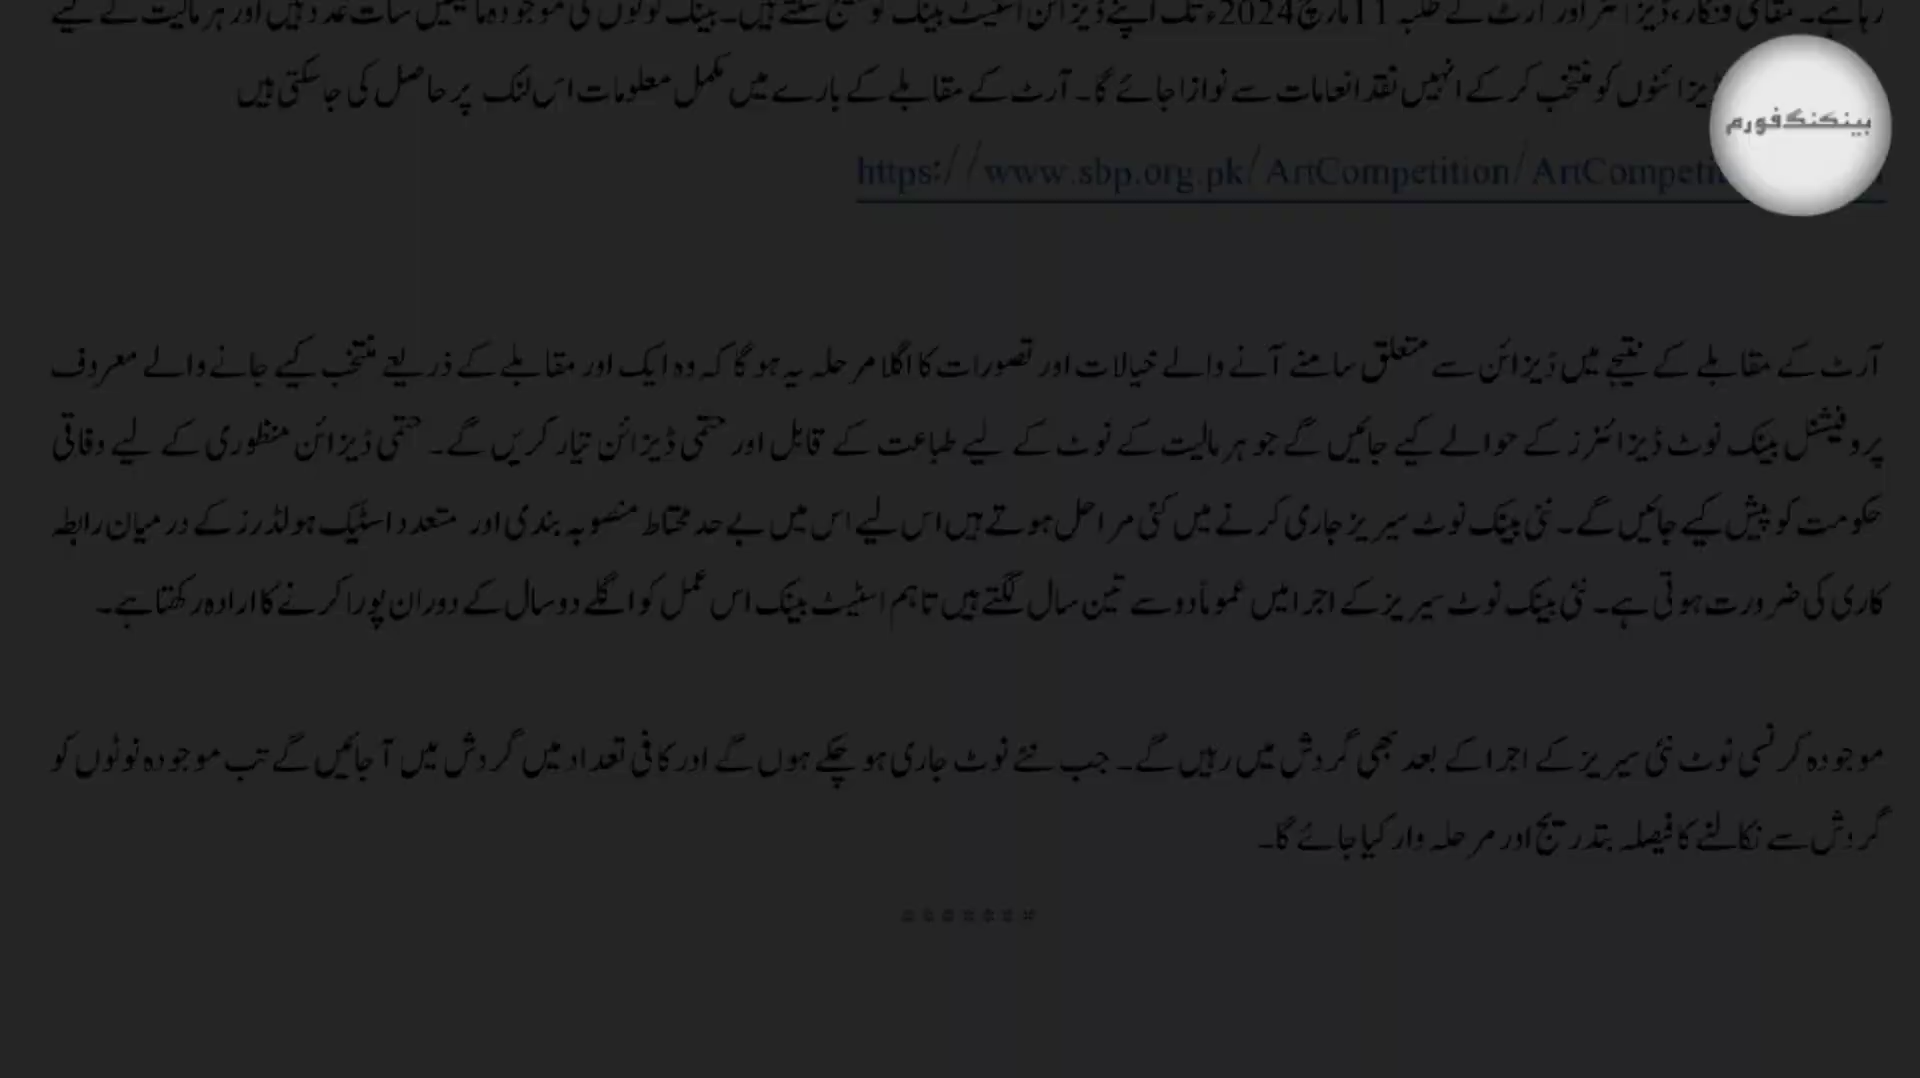 رہا ہے۔ مقامی فنکار، ڈیزائنر اور آرٹ کے طلبہ 11 مارچ 2024ء تک اپنے ڈیزائن اسٹیٹ بینک کو بھیج سکتے ہیں۔ بینک نوٹوں کی موجودہ مالیتیں سات عدد ہیں اور ہر مالیت کے لیے
ڈیزائنوں کو منتخب کر کے انہیں نقد انعامات سے نوازا جائے گا۔ آرٹ کے مقابلے کے بارے میں مکمل معلومات اس لنک پر حاصل کی جا سکتی ہیں
بینکنگ فورم
https://www.sbp.org.pk/ArtCompetition/ArtCompeti
آرٹ کے مقابلے کے نتیجے میں ڈیزائن سے متعلق سامنے آنے والے خیالات اور تصورات کا اگلا مرحلہ یہ ہو گا کہ وہ ایک اور مقابلے کے ذریعے منتخب کیے جانے والے معروف
پروفیشنل بینک نوٹ ڈیزائنرز کے حوالے کیے جائیں گے جو ہر مالیت کے نوٹ کے لیے طباعت کے قابل اور حتمی ڈیزائن تیار کریں گے۔ حتمی ڈیزائن منظوری کے لیے وفاقی
حکومت کو پیش کیے جائیں گے۔ نئی بینک نوٹ سیریز جاری کرنے میں کئی مراحل ہوتے ہیں اس لیے اس میں بے حد محتاط منصوبہ بندی اور متعدد اسٹیک ہولڈرز کے درمیان رابطہ
کاری کی ضرورت ہوتی ہے۔ نئی بینک نوٹ سیریز کے اجرا میں عموماً دو سے تین سال لگتے ہیں تاہم اسٹیٹ بینک اس عمل کو اگلے دو سال کے دوران پورا کرنے کا ارادہ رکھتا ہے۔
موجودہ کرنسی نوٹ نئی سیریز کے اجرا کے بعد بھی گردش میں رہیں گے۔ جب نئے نوٹ جاری ہو چکے ہوں گے اور کافی تعداد میں گردش میں آ جائیں گے تب موجودہ نوٹوں کو
گردش سے نکالنے کا فیصلہ بتدریج اور مرحلہ وار کیا جائے گا۔
*******